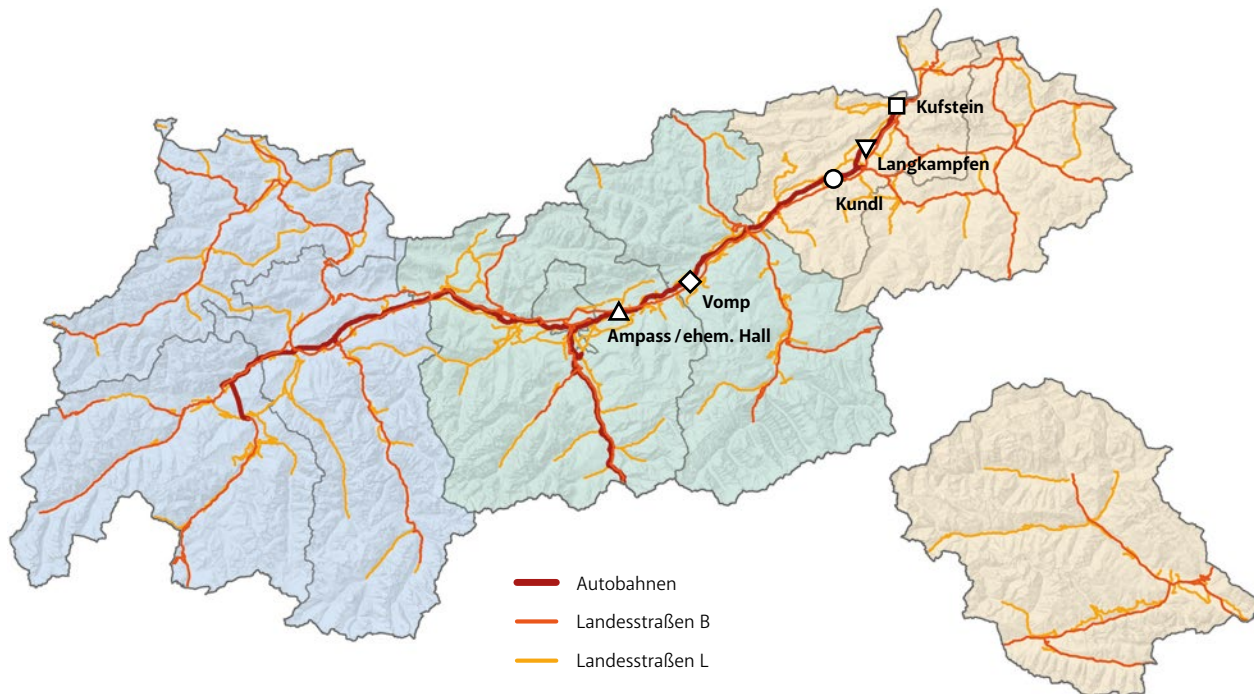 Kufstein
Langkampfen
Kundl
Vomp
Ampass / ehem. Hall
Autobahnen
Landesstraßen B
Landesstraßen L